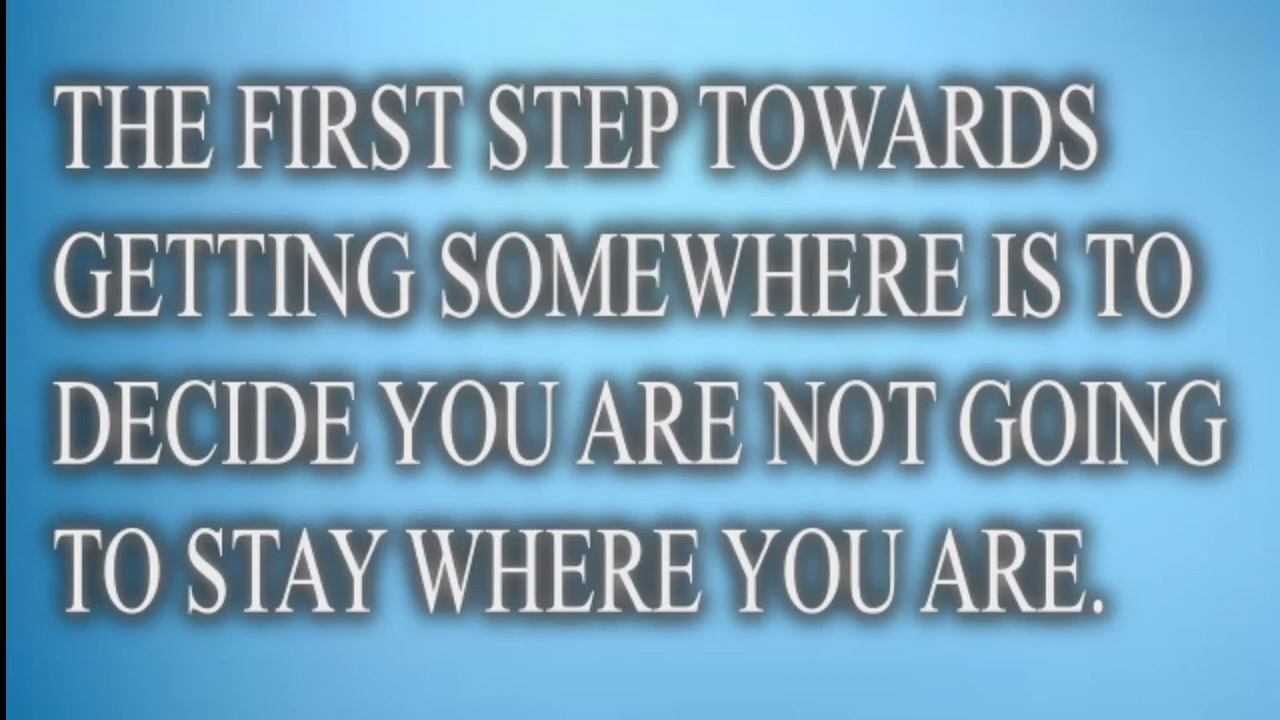 THE FIRST STEP TOWARDS
GETTING SOMEWHERE IS TO
DECIDE YOU ARE NOT GOING
TO STAY WHERE YOU ARE.